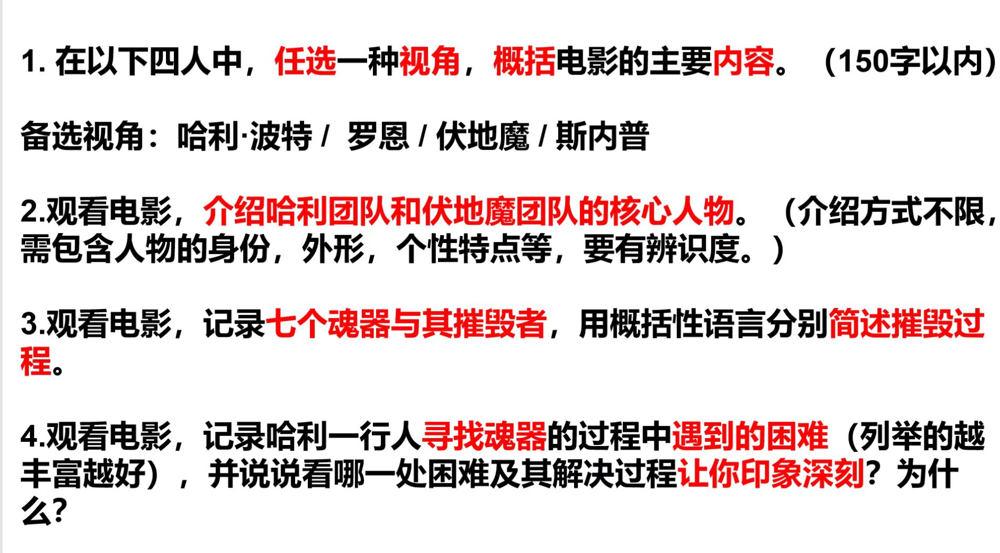 1. 在以下四人中，任选一种视角，概括电影的主要内容。（150字以内）
备选视角：哈利·波特 / 罗恩 / 伏地魔 / 斯内普
2.观看电影，介绍哈利团队和伏地魔团队的核心人物。（介绍方式不限，
需包含人物的身份，外形，个性特点等，要有辨识度。）
3.观看电影，记录七个魂器与其摧毁者，用概括性语言分别简述摧毁过
程。
4.观看电影，记录哈利一行人寻找魂器的过程中遇到的困难（列举的越
丰富越好），并说说看哪一处困难及其解决过程让你印象深刻？为什
么？